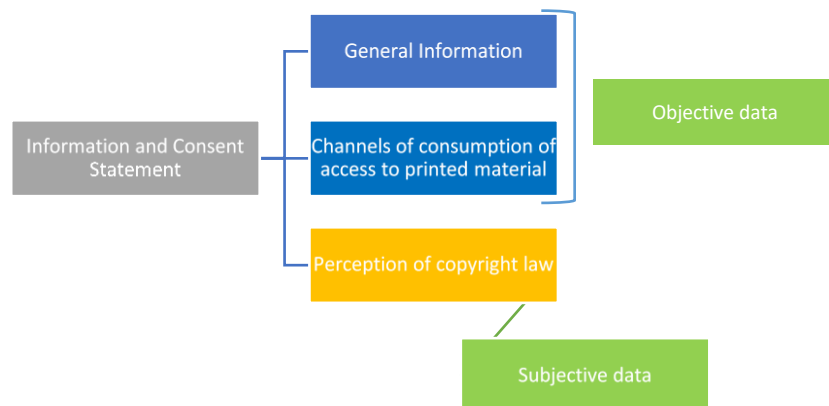 General Information
Objective data
Information and Consent
Statement
Channels of consumption of
access to printed material
Perception of copyright law
Subjective data